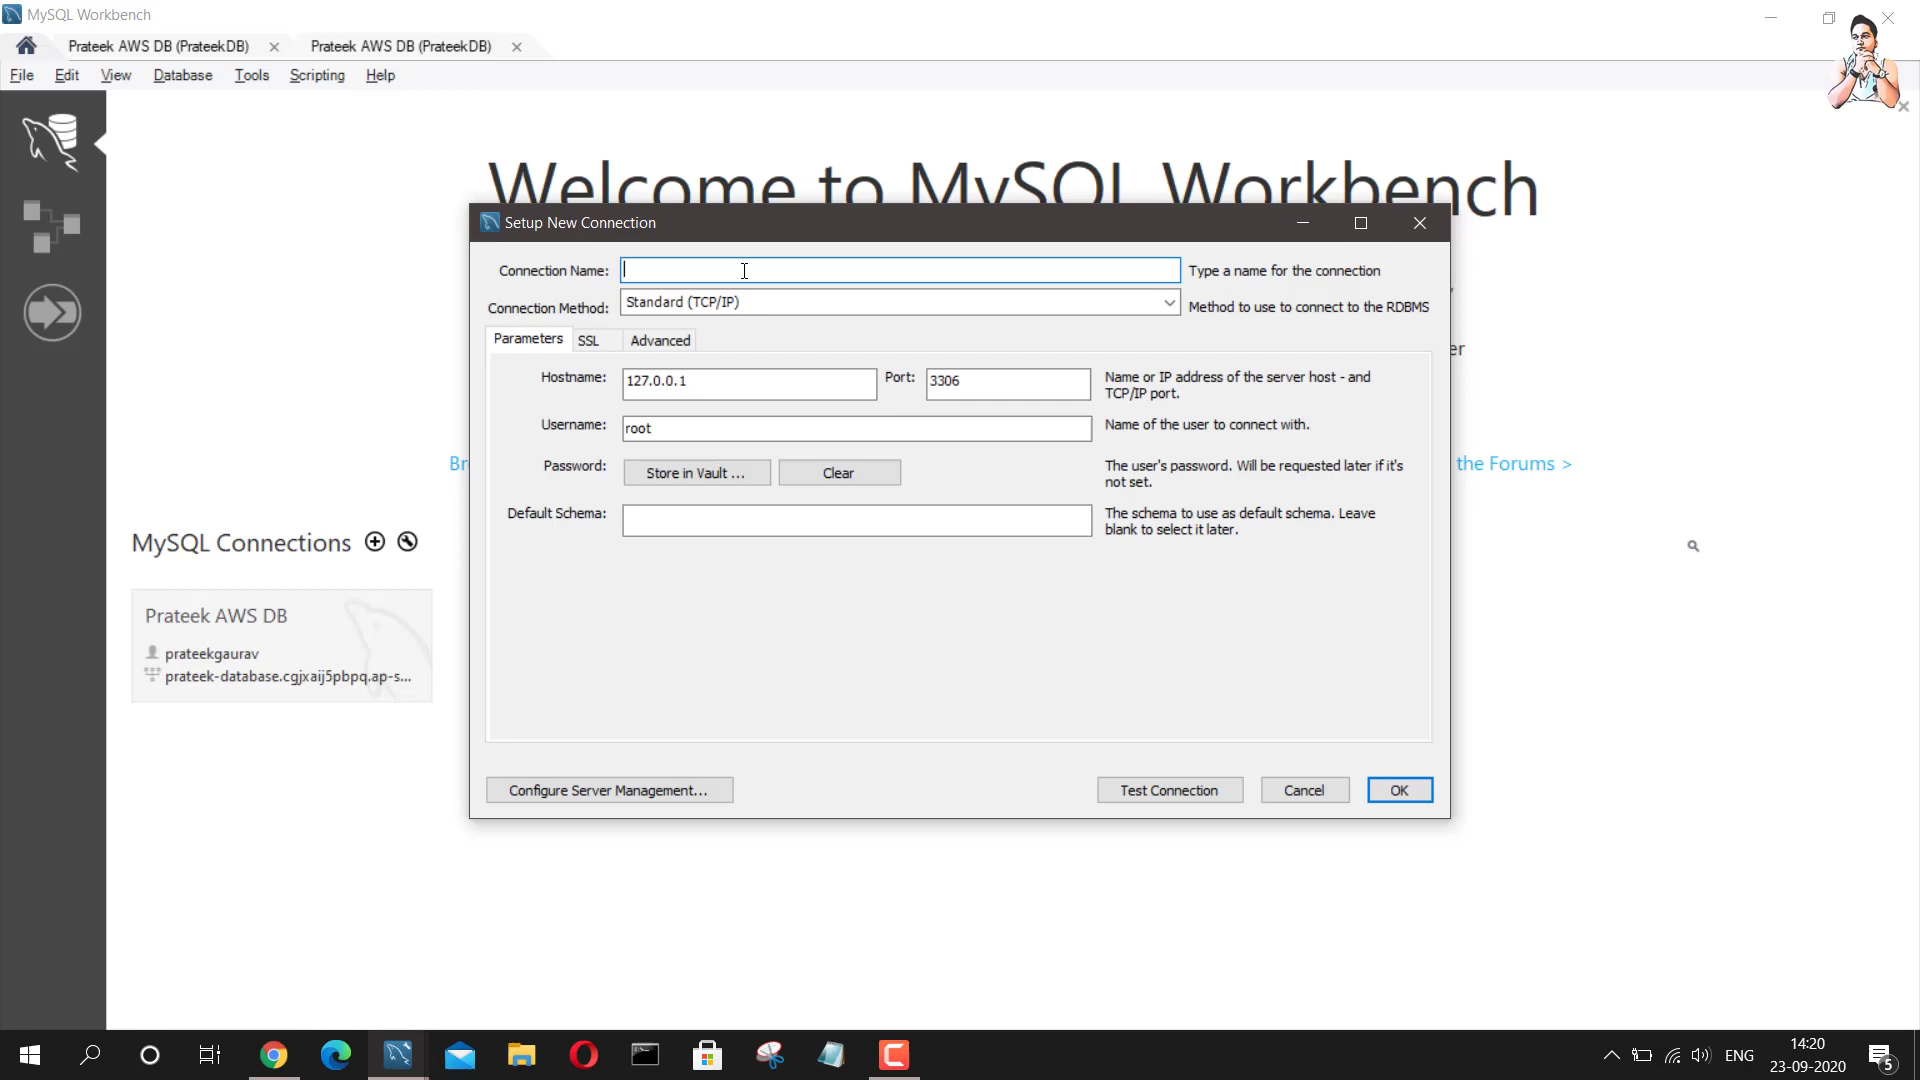 MySQL Workbench
Prateek AWS DB (PrateekDB)
Prateek AWS DB (PrateekDB)
File Edit View Database Tools Scripting Help
Welcome to MySQL Workbench
Setup New Connection
Connection Name:
Type a name for the connection
Connection Method:
Standard (TCP/IP)
Method to use to connect to the RDBMS
Parameters
SSL
Advanced
er
Hostname:
127.0.0.1
Port:
3306
Name or IP address of the server host - and
TCP/IP port.
Username:
root
Name of the user to connect with.
Br
the Forums >
Password:
Store in Vault ...
Clear
The user's password. Will be requested later if it's
not set.
Default Schema:
The schema to use as default schema. Leave
blank to select it later.
MySQL Connections
Prateek AWS DB
prateekgaurav
prateek-database.cgjxaij5pbpq.ap-s...
Configure Server Management...
Test Connection
Cancel
OK
ENG
14:20
23-09-2020
5